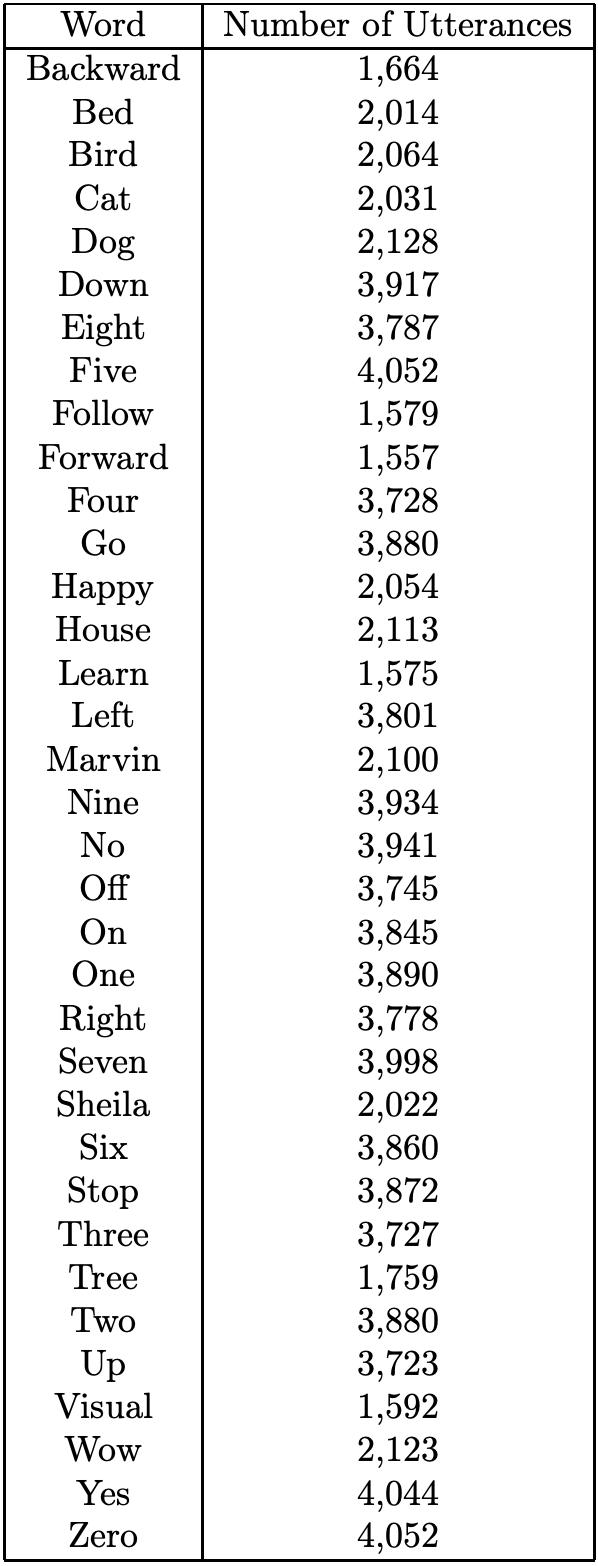 Word Number of Utterances
Backward 1,664
Bed 2,014
Bird 2,064
Cat 2,031
Dog 2,128
Down 3,917
Eight 3,787
Five 4,052
Follow 1,579
Forward 1,557
Four 3,728
Go 3,880
Happy 2,054
House 2,113
Learn 1,575
Left 3,801
Marvin 2,100
Nine 3,934
No 3,941
Off 3,745
On 3,845
One 3,890
Right 3,778
Seven 3,998
Sheila 2,022
Six 3,860
Stop 3,872
Three 3,727
Tree 1,759
Two 3,880
Up 3,723
Visual 1,592
Wow 2,123
Yes 4,044
Zero 4,052